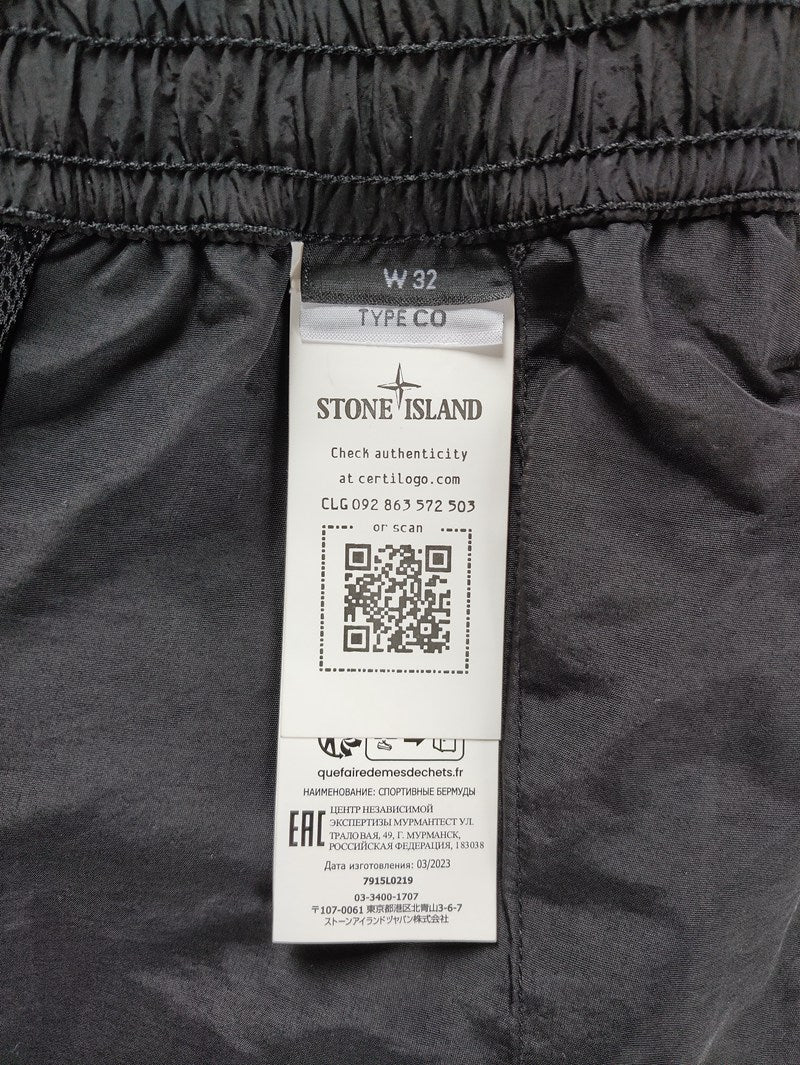 W 32
TYPE CO
STONE ISLAND
Check authenticity
at certilogo.com
CLG 092 863 572 503
or scan
quefairedemesdechets.fr
НАИМЕНОВАНИЕ: СПОРТИВНЫЕ БЕРМУДЫ
EAC
ЦЕНТР НЕЗАВИСИМОЙ
ЭКСПЕРТИЗЫ МУРМАНТЕСТ УЛ.
ТРАЛОВАЯ, 49, Г. МУРМАНСК,
РОССИЙСКАЯ ФЕДЕРАЦИЯ, 183038
Дата изготовления: 03/2023
7915L0219
03-3400-1707
〒107-0061 東京都港区北青山3-6-7
ストーンアイランドジャパン株式会社